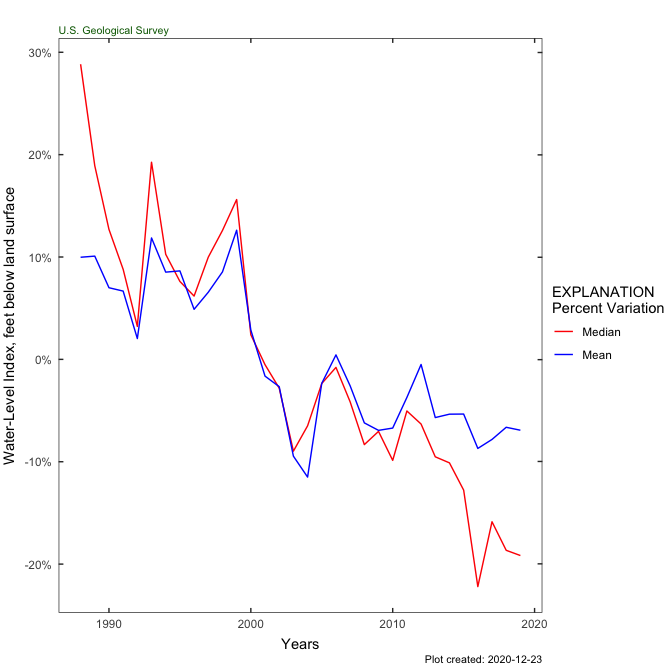 U.S. Geological Survey
30%
20%
10%
0%
-10%
-20%
Water-Level Index, feet below land surface
1990
2000
2010
2020
Years
EXPLANATION
Percent Variation
Median
Mean
Plot created: 2020-12-23